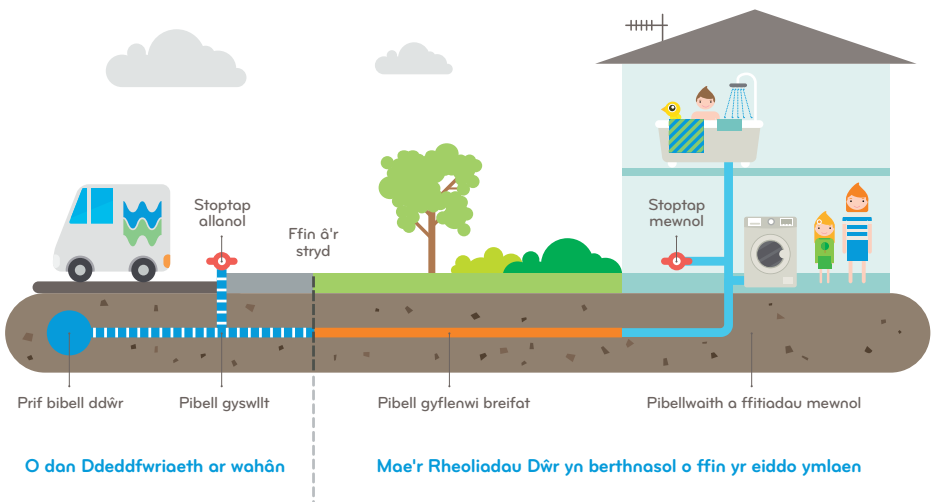 Stoptap
allanol
Ffin â'r
stryd
Stoptap
mewnol
Prif bibell ddŵr
Pibell gyswllt
Pibell gyflenwi breifat
Pibellwaith a ffitiadau mewnol
O dan Ddeddfwriaeth ar wahân
Mae'r Rheoliadau Dŵr yn berthnasol o ffin yr eiddo ymlaen